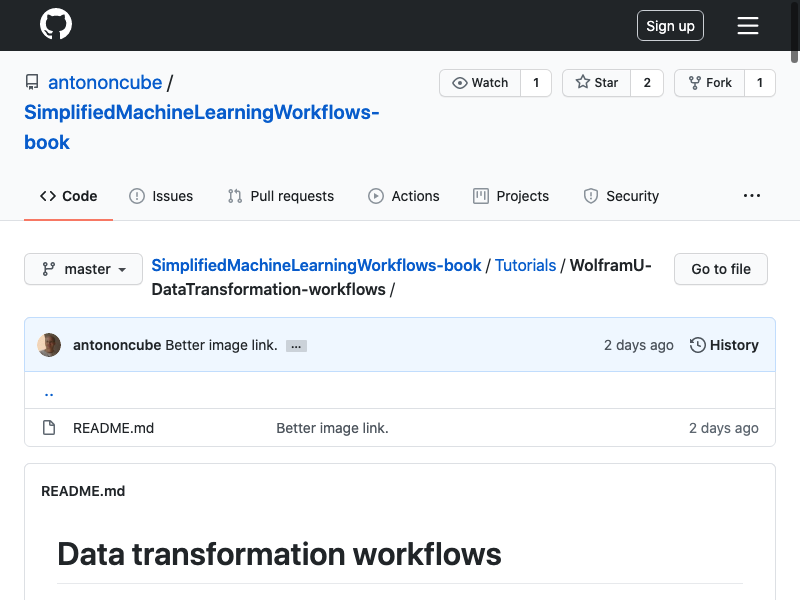 Sign up
antononcube /
SimplifiedMachineLearningWorkflows-
book
Watch 1 Star 2 Fork 1
Code Issues Pull requests Actions Projects Security ...
master SimplifiedMachineLearningWorkflows-book / Tutorials / WolframU- Go to file
DataTransformation-workflows /
antononcube Better image link. ... 2 days ago History
..
README.md Better image link. 2 days ago
README.md
Data transformation workflows